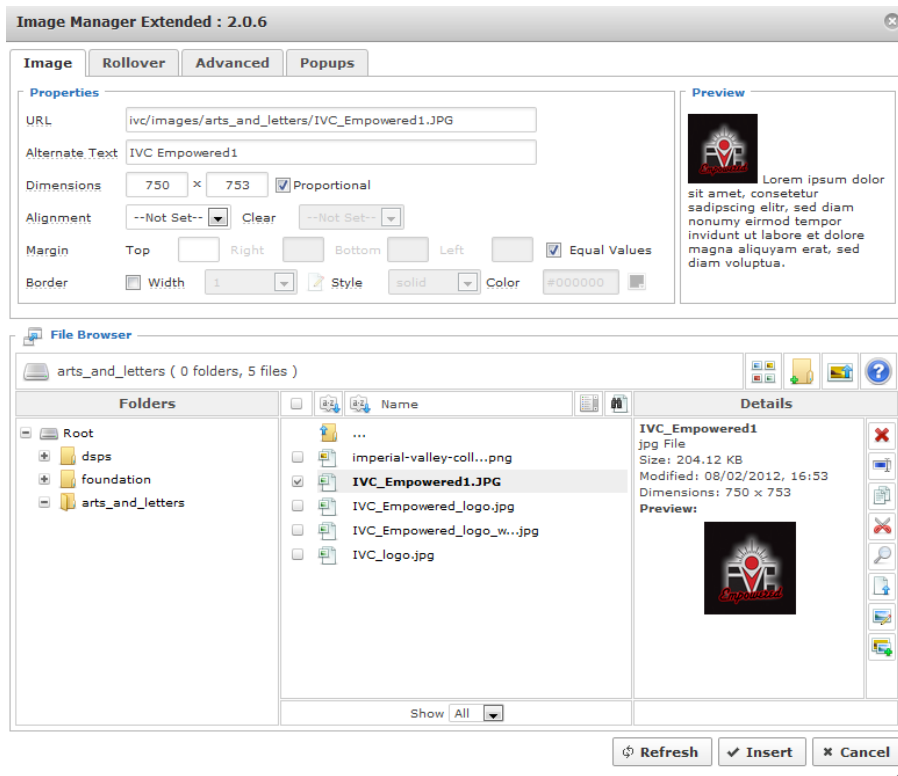 Image Manager Extended : 2.0.6
Image Rollover Advanced Popups
Properties
URL ivc/images/arts_and_letters/IVC_Empowered1.JPG
Alternate Text IVC Empowered1
Dimensions 750 x 753 Proportional
Alignment --Not Set-- Clear --Not Set--
Margin Top Right Bottom Left Equal Values
Border Width 1 Style solid Color #000000
Preview
IVC
Empowered
Lorem ipsum dolor
sit amet, consetetur
sadipscing elitr, sed diam
nonumy eirmod tempor
invidunt ut labore et dolore
magna aliquyam erat, sed
diam voluptua.
File Browser
arts_and_letters ( 0 folders, 5 files )
Folders
Root
dsps
foundation
arts_and_letters
Name
...
imperial-valley-coll...png
IVC_Empowered1.JPG
IVC_Empowered_logo.jpg
IVC_Empowered_logo_w...jpg
IVC_logo.jpg
Show All
Details
IVC_Empowered1
jpg File
Size: 204.12 KB
Modified: 08/02/2012, 16:53
Dimensions: 750 x 753
Preview:
IVC
Empowered
Refresh Insert Cancel